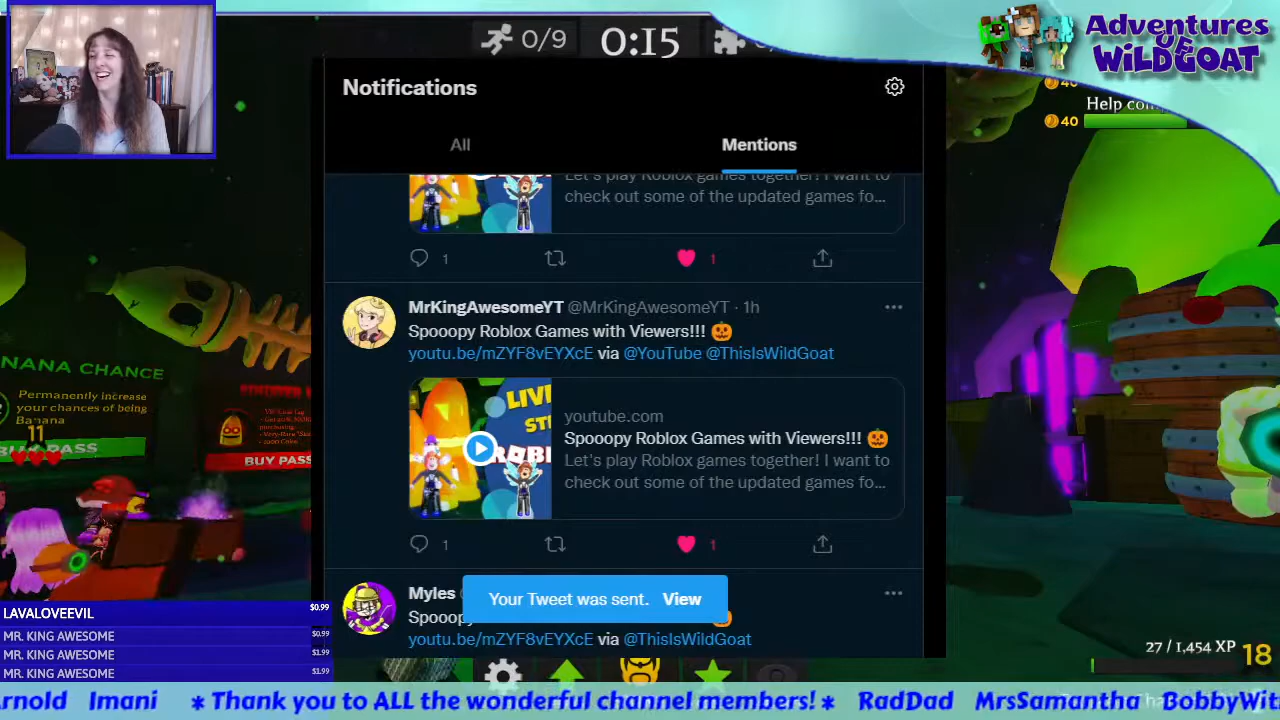 0/9
0:15
Adventures
OF
WiLDGOAT
40
Help
40
Notifications
All
Mentions
Let's play Roblox games together! I want to
check out some of the updated games fo...
1
1
MrKingAwesomeYT @MrKingAwesomeYT · 1h
Spooopy Roblox Games with Viewers!!! 🎃
youtu.be/mZYF8vEYXcE via @YouTube @ThisIsWildGoat
LIV
ST
youtube.com
Spooopy Roblox Games with Viewers!!! 🎃
Let's play Roblox games together! I want to
check out some of the updated games fo...
1
1
Myles
Your Tweet was sent. View
youtu.be/mZYF8vEYXcE via @ThisIsWildGoat
NANA CHANCE
Permanently increase
your chances of being
Banana
11
BUY PASS
LAVALOVEEVIL $0.99
MR. KING AWESOME $0.99
MR. KING AWESOME $1.99
MR. KING AWESOME $1.99
27 / 1,454 XP 18
rnold Imani * Thank you to ALL the wonderful channel members! * RadDad MrsSamantha BobbyWit